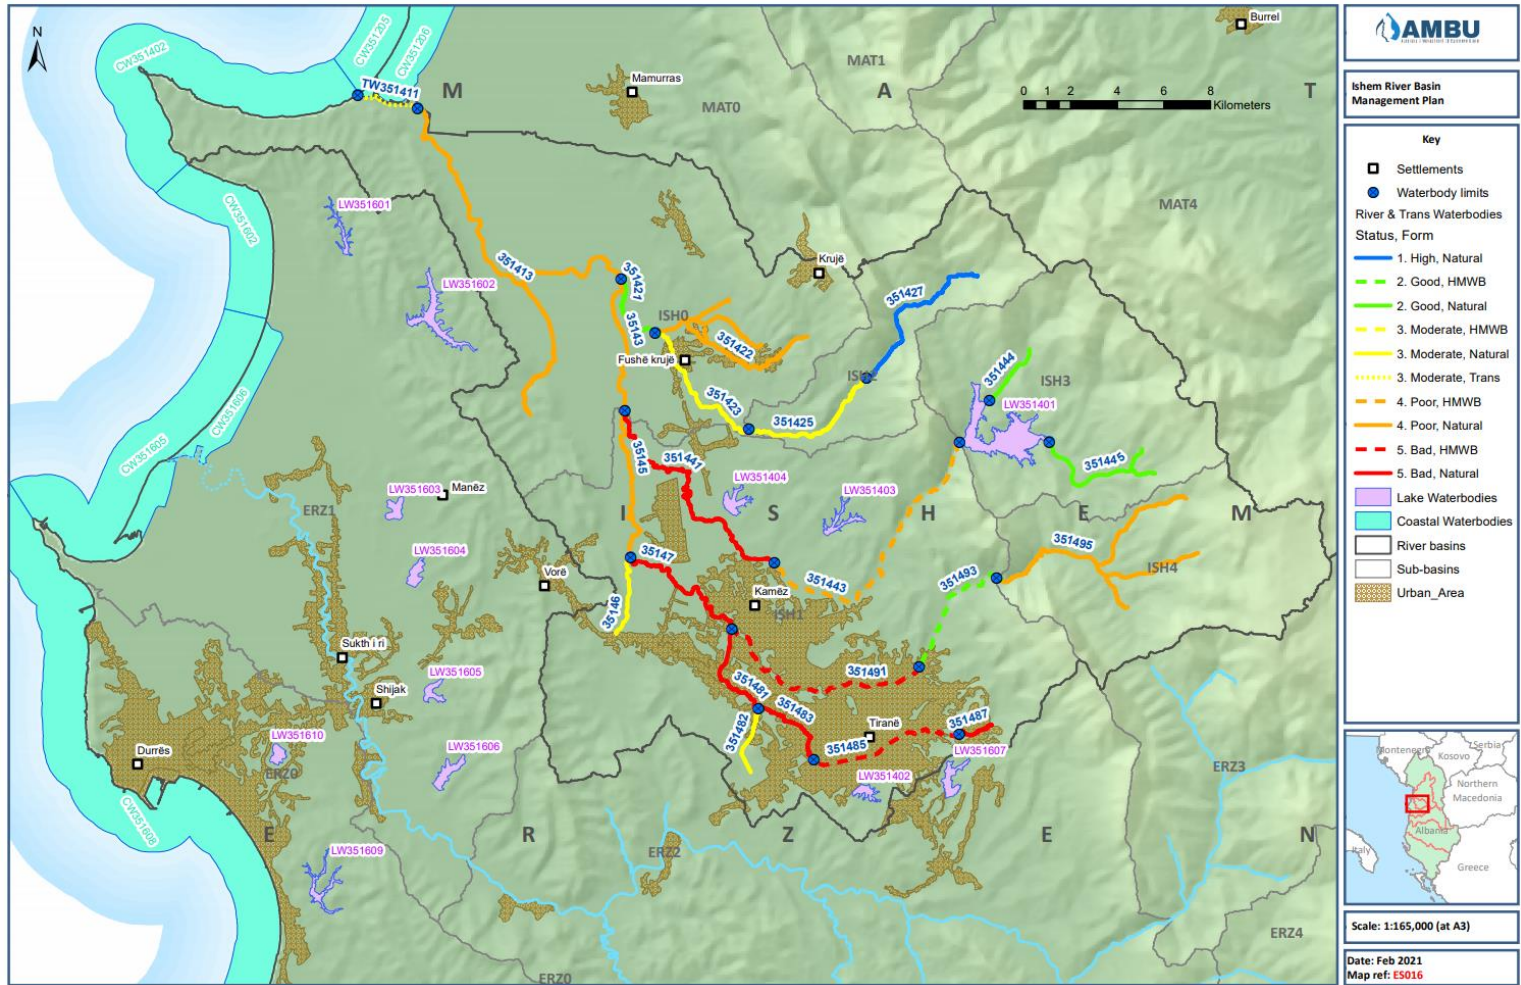 N
CW351402
CW351205
CW351206
TW351411
M
Mamurras
MAT0
MAT1
A
Burrel
0 1 2 4 6 8
Kilometers
T
LW351601
CW351602
MAT4
351413
LW351602
351421
35143
ISH0
Krujë
351427
351422
Fushë krujë
ISH2
351444
ISH3
LW351401
351423
351425
CW351606
CW351605
35145
351441
LW351404
LW351403
351445
LW351603
Manëz
ERZ1
I
S
H
E
M
LW351604
35147
351443
351493
351495
ISH4
Vorë
35146
Kamëz
ISH1
Sukth i ri
351491
LW351605
Shijak
351481
351483
351482
Tiranë
351487
351485
LW351607
LW351610
Durrës
ERZ0
LW351606
LW351402
ERZ3
CW351608
E
R
Z
E
N
LW351609
ERZ2
ERZ4
ERZ0
AMBU
Ishem River Basin
Management Plan
Key
Settlements
Waterbody limits
River & Trans Waterbodies
Status, Form
1. High, Natural
2. Good, HMWB
2. Good, Natural
3. Moderate, HMWB
3. Moderate, Natural
3. Moderate, Trans
4. Poor, HMWB
4. Poor, Natural
5. Bad, HMWB
5. Bad, Natural
Lake Waterbodies
Coastal Waterbodies
River basins
Sub-basins
Urban_Area
Montenegro
Serbia
Kosovo
Northern
Macedonia
Albania
Italy
Greece
Scale: 1:165,000 (at A3)
Date: Feb 2021
Map ref: ES016